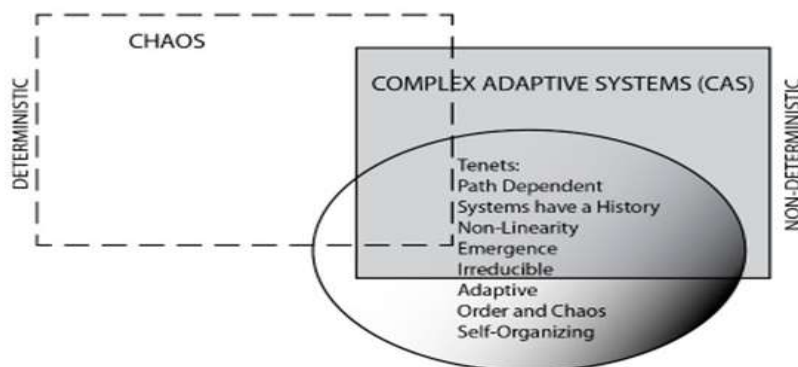 CHAOS
DETERMINISTIC
COMPLEX ADAPTIVE SYSTEMS (CAS)
NON-DETERMINISTIC
Tenets:
Path Dependent
Systems have a History
Non-Linearity
Emergence
Irreducible
Adaptive
Order and Chaos
Self-Organizing